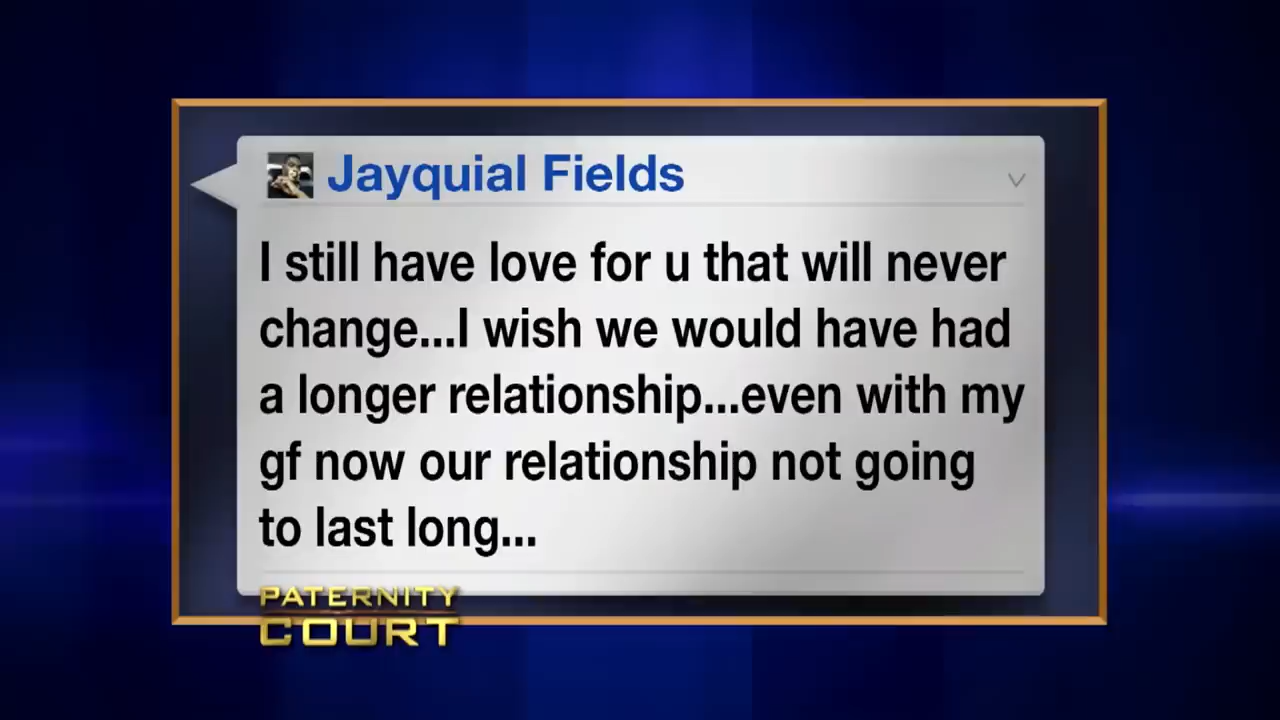 Jayquial Fields
I still have love for u that will never
change...I wish we would have had
a longer relationship...even with my
gf now our relationship not going
to last long...
PATERNITY
COURT